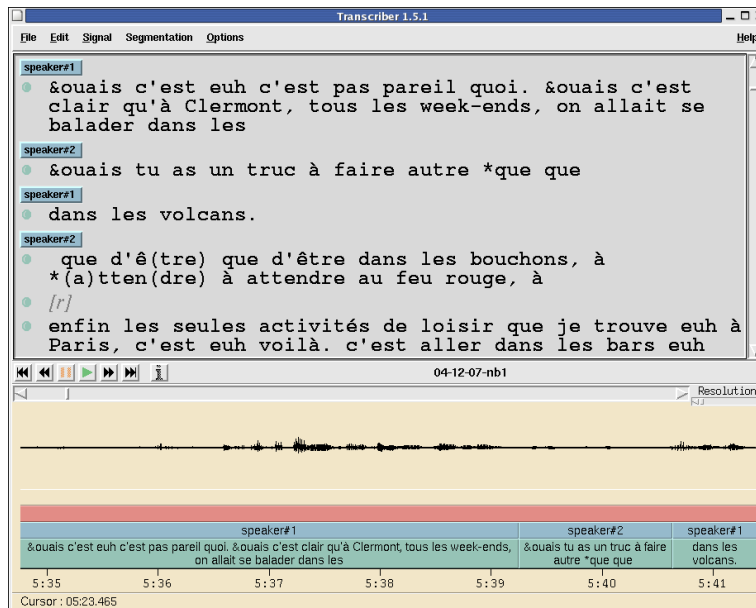 Transcriber 1.5.1
File Edit Signal Segmentation Options Help
speaker#1
&ouais c'est euh c'est pas pareil quoi. &ouais c'est
clair qu'à Clermont, tous les week-ends, on allait se
balader dans les
speaker#2
&ouais tu as un truc à faire autre *que que
speaker#1
dans les volcans.
speaker#2
que d'ê(tre) que d'être dans les bouchons, à
*(a)tten(dre) à attendre au feu rouge, à
[r]
enfin les seules activités de loisir que je trouve euh à
Paris, c'est euh voilà. c'est aller dans les bars euh
04-12-07-nb1
Resolution
speaker#1 speaker#2 speaker#1
&ouais c'est euh c'est pas pareil quoi. &ouais c'est clair qu'à Clermont, tous les week-ends, &ouais tu as un truc à faire dans les
on allait se balader dans les autre *que que volcans.
5:35 5:36 5:37 5:38 5:39 5:40 5:41
Cursor : 05:23.465